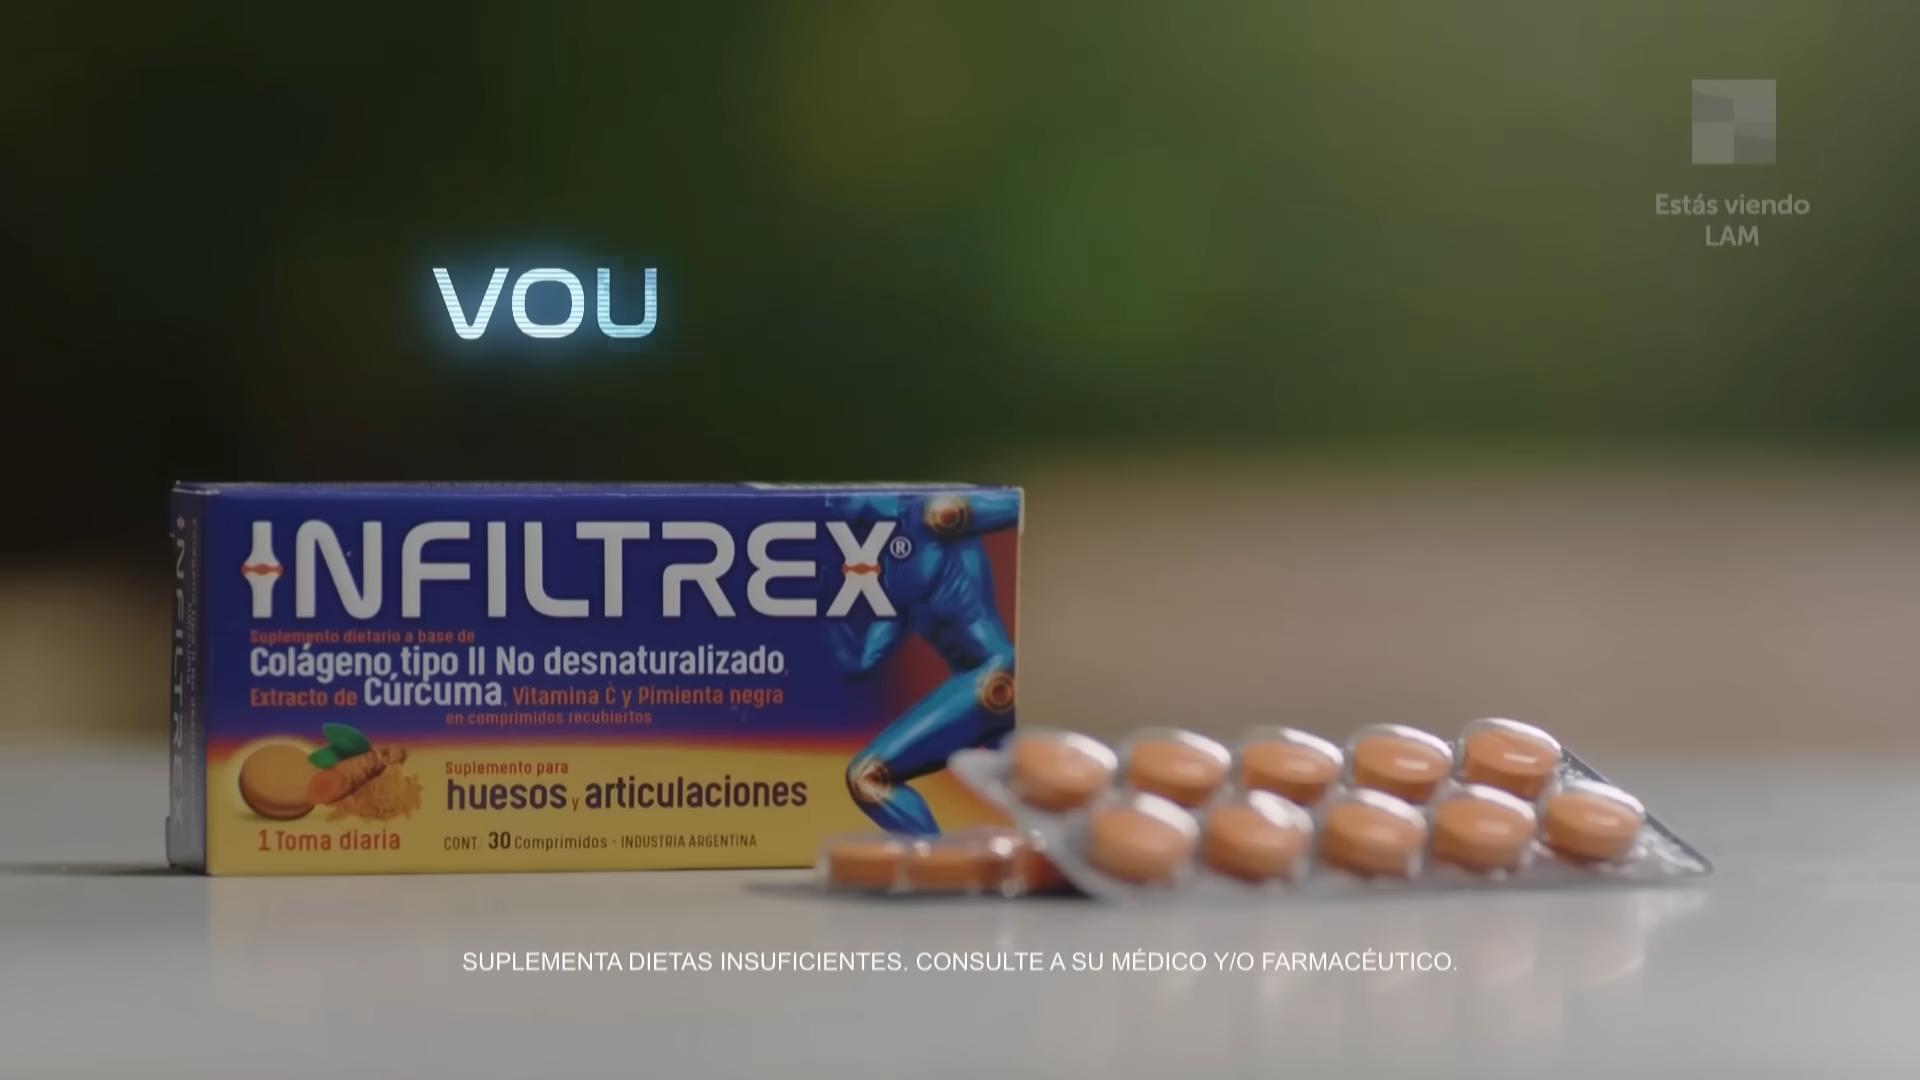 Estás viendo
LAM
VOU
INFILTREX®
Suplemento dietario a base de
Colágeno tipo II No desnaturalizado,
Extracto de Cúrcuma, Vitamina C y Pimienta negra
en comprimidos recubiertos
Suplemento para
huesos y articulaciones
1 Toma diaria
CONT.: 30 Comprimidos - INDUSTRIA ARGENTINA
INFILTREX
SUPLEMENTA DIETAS INSUFICIENTES. CONSULTE A SU MÉDICO Y/O FARMACÉUTICO.